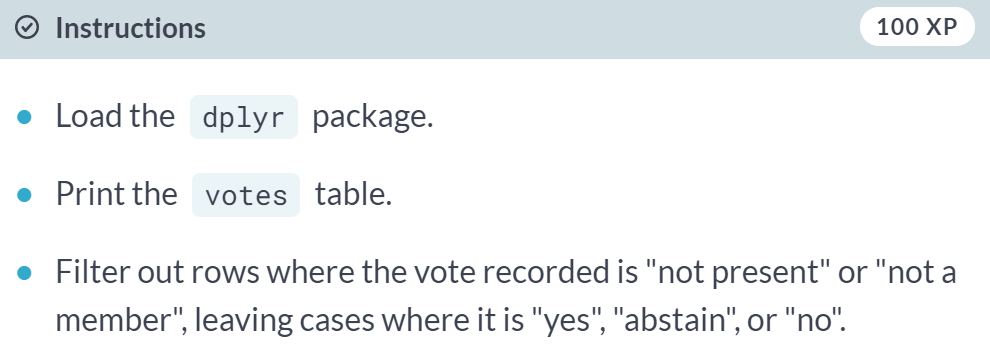 Instructions 100 XP
Load the dplyr package.
Print the votes table.
Filter out rows where the vote recorded is "not present" or "not a
member", leaving cases where it is "yes", "abstain", or "no".